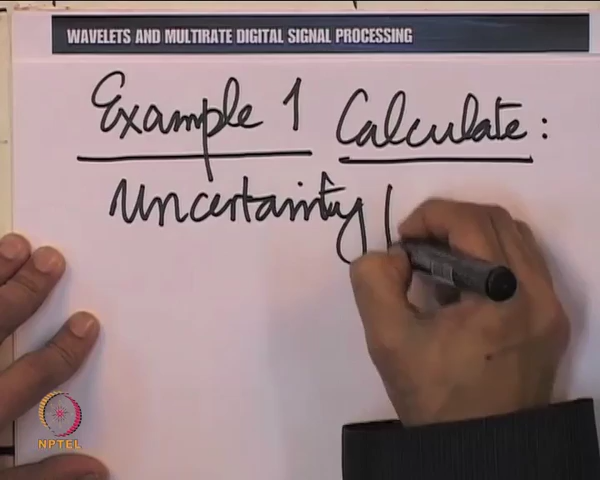 WAVELETS AND MULTIRATE DIGITAL SIGNAL PROCESSING
Example 1 Calculate:
Uncertainty
NPTEL